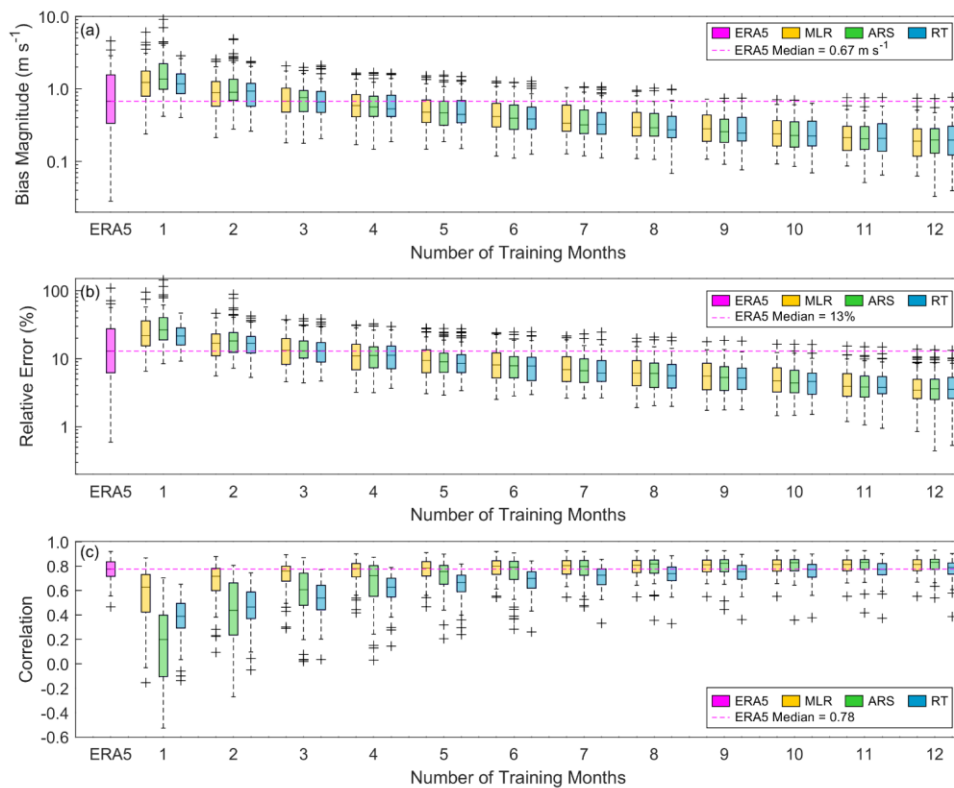 (a)
Bias Magnitude (m s⁻¹)
10.0
1.0
0.1
ERA5 MLR ARS RT
ERA5 Median = 0.67 m s⁻¹
ERA5 1 2 3 4 5 6 7 8 9 10 11 12
Number of Training Months
(b)
Relative Error (%)
100
10
1
ERA5 MLR ARS RT
ERA5 Median = 13%
ERA5 1 2 3 4 5 6 7 8 9 10 11 12
Number of Training Months
(c)
Correlation
1.0
0.8
0.6
0.4
0.2
0.0
-0.2
-0.4
-0.6
ERA5 MLR ARS RT
ERA5 Median = 0.78
ERA5 1 2 3 4 5 6 7 8 9 10 11 12
Number of Training Months